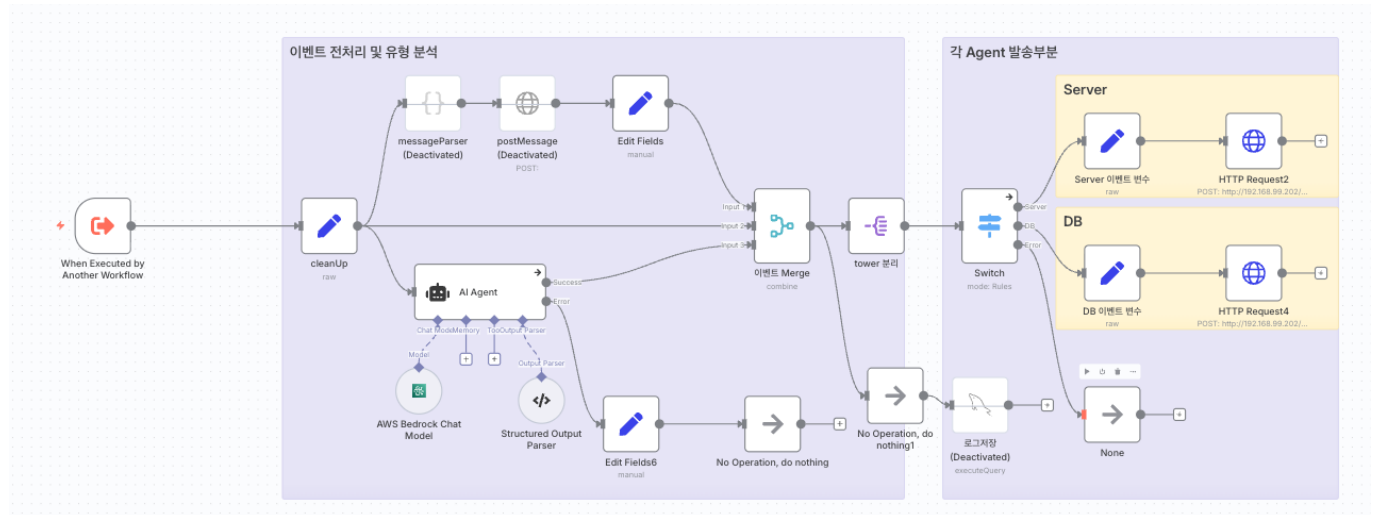 이벤트 전처리 및 유형 분석
각 Agent 발송부분
Server
messageParser
(Deactivated)
postMessage
(Deactivated)
POST:
Edit Fields
manual
Server 이벤트 변수
raw
HTTP Request2
POST: http://192.168.99.202/...
When Executed by
Another Workflow
cleanUp
raw
Input 1
Input 2
Input 3
이벤트 Merge
combine
tower 분리
Switch
mode: Rules
Server
DB
Error
DB
DB 이벤트 변수
raw
HTTP Request4
POST: http://192.168.99.202/...
AI Agent
Success
Error
Chat Mode
Memory
Too
Output Parser
Model
Output Parser
AWS Bedrock Chat
Model
Structured Output
Parser
Edit Fields6
manual
No Operation, do nothing
No Operation, do
nothing1
로그저장
(Deactivated)
executeQuery
None